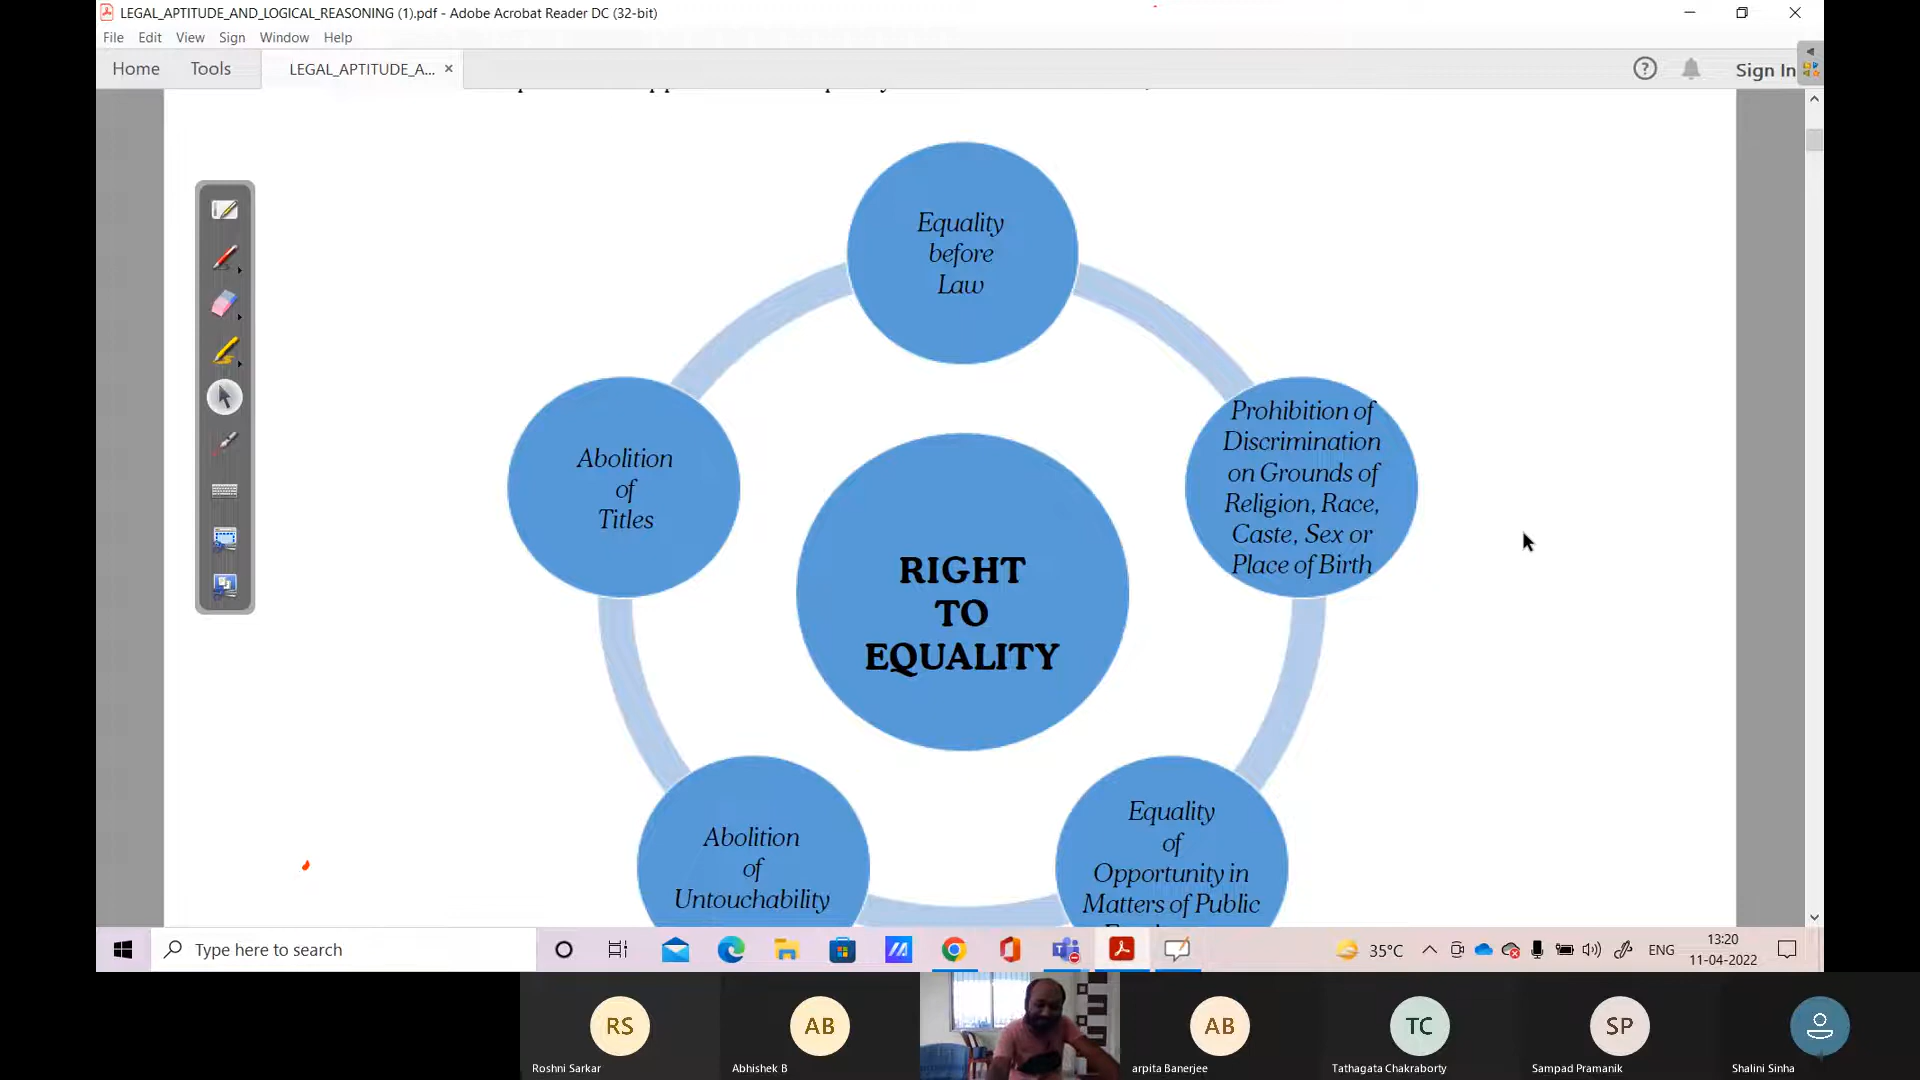 LEGAL_APTITUDE_AND_LOGICAL_REASONING (1).pdf - Adobe Acrobat Reader DC (32-bit)
File Edit View Sign Window Help
Home Tools LEGAL_APTITUDE_A... × Sign In
Equality
before
Law
Prohibition of
Discrimination
on Grounds of
Religion, Race,
Caste, Sex or
Place of Birth
Abolition
of
Titles
RIGHT
TO
EQUALITY
Equality
of
Opportunity in
Matters of Public
Abolition
of
Untouchability
Type here to search
35°C
ENG
13:20
11-04-2022
RS AB AB TC SP
Roshni Sarkar Abhishek B arpita Banerjee Tathagata Chakraborty Sampad Pramanik Shalini Sinha